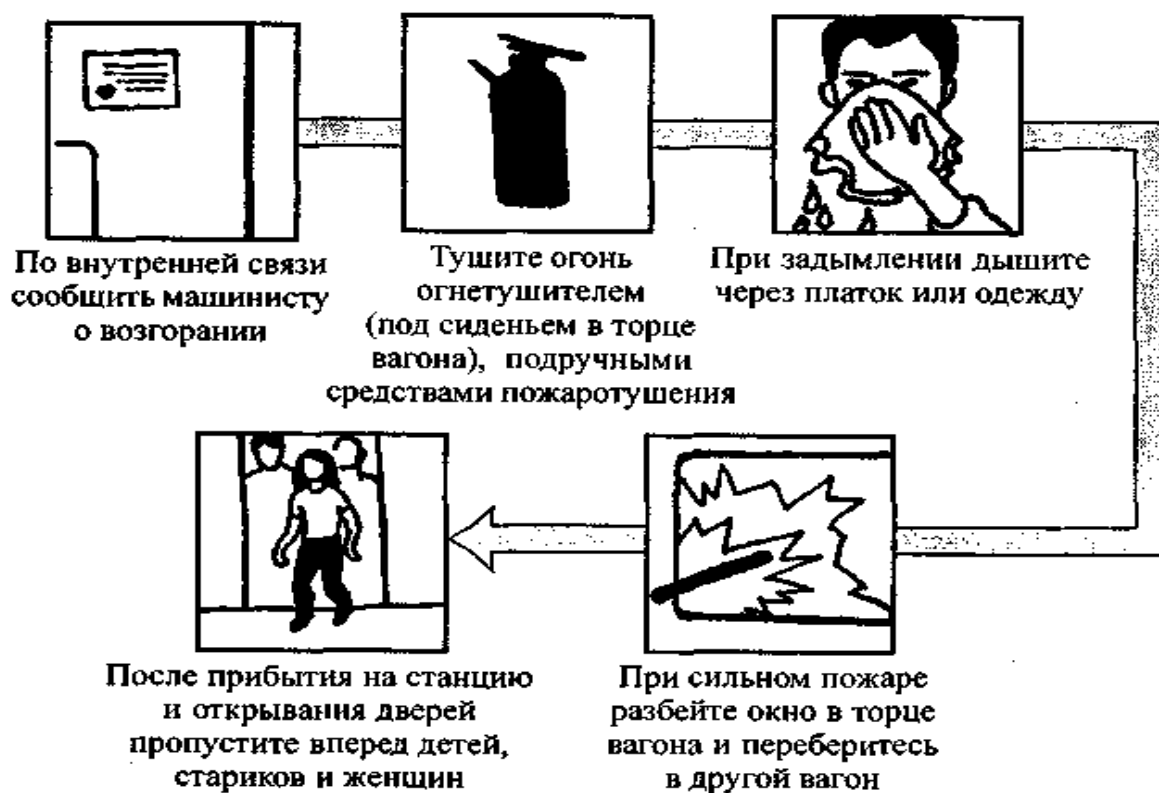 По внутренней связи
сообщить машинисту
о возгорании
Тушите огонь
огнетушителем
(под сиденьем в торце
вагона), подручными
средствами пожаротушения
При задымлении дышите
через платок или одежду
При сильном пожаре
разбейте окно в торце
вагона и переберитесь
в другой вагон
После прибытия на станцию
и открывания дверей
пропустите вперед детей,
стариков и женщин